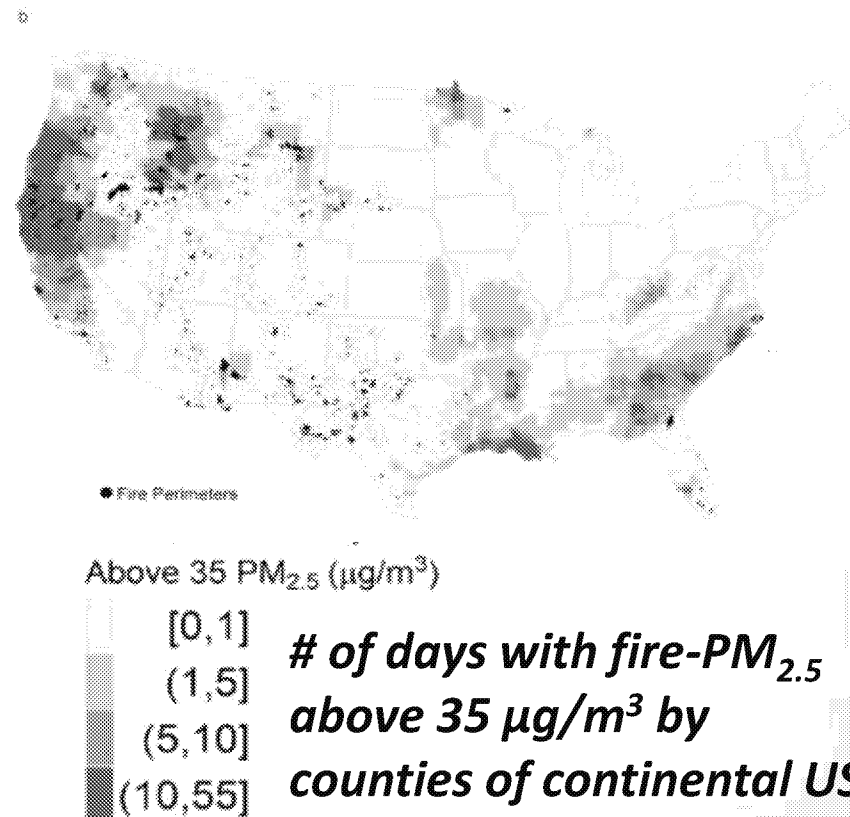 b
Fire Perimeters
Above 35 PM2.5 (µg/m³)
[0,1]
(1,5]
(5,10]
(10,55]
# of days with fire-PM2.5
above 35 µg/m³ by
counties of continental US